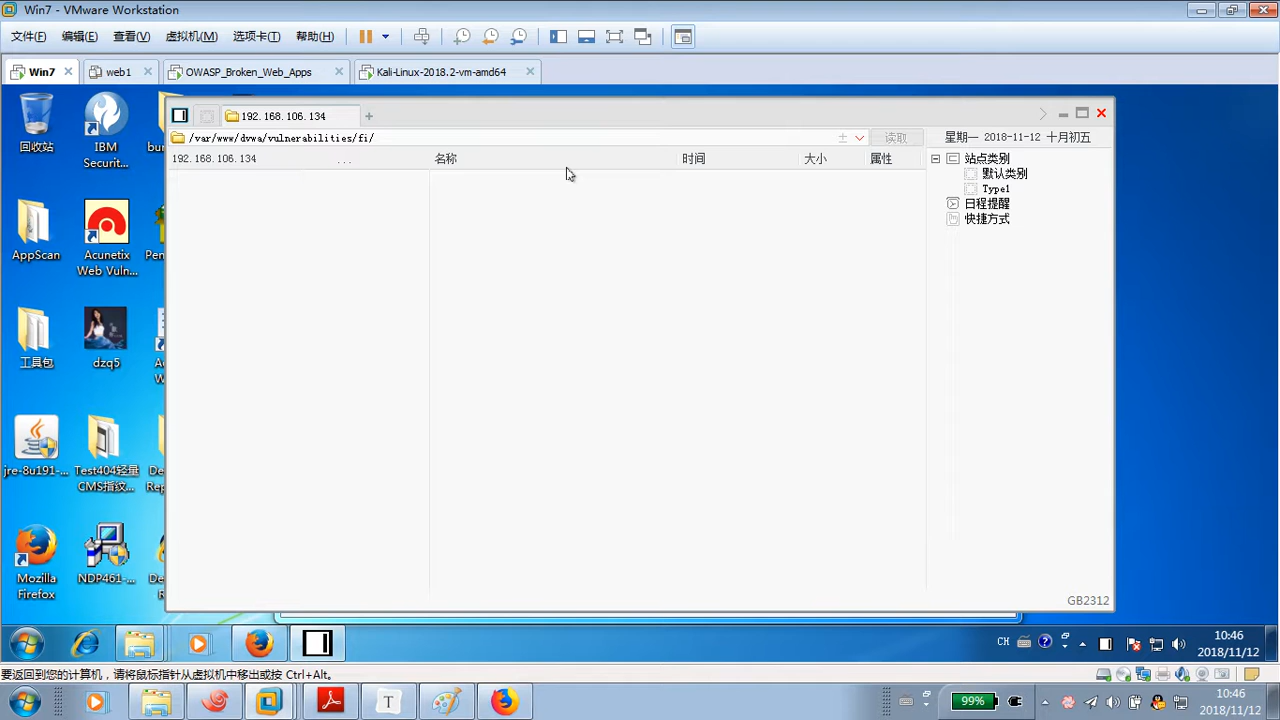 Win7 - VMware Workstation
文件(F) 编辑(E) 查看(V) 虚拟机(M) 选项卡(T) 帮助(H)
Win7 web1 OWASP_Broken_Web_Apps Kali-Linux-2018.2-vm-amd64
192.168.106.134
/var/www/dvwa/vulnerabilities/fi/ 读取 星期一 2018-11-12 十月初五
192.168.106.134 ... 名称 时间 大小 属性
站点类别
默认类别
Type1
日程提醒
快捷方式
GB2312
回收站
IBM
Securit...
bur
AppScan
Acunetix
Web Vuln...
Pen
工具包
dzq5
W
jre-8u191-...
Test404轻量
CMS指纹...
De
Rep
Mozilla
Firefox
NDP461-...
De
CH
10:46
2018/11/12
要返回到您的计算机，请将鼠标指针从虚拟机中移出或按 Ctrl+Alt。
99%
10:46
2018/11/12